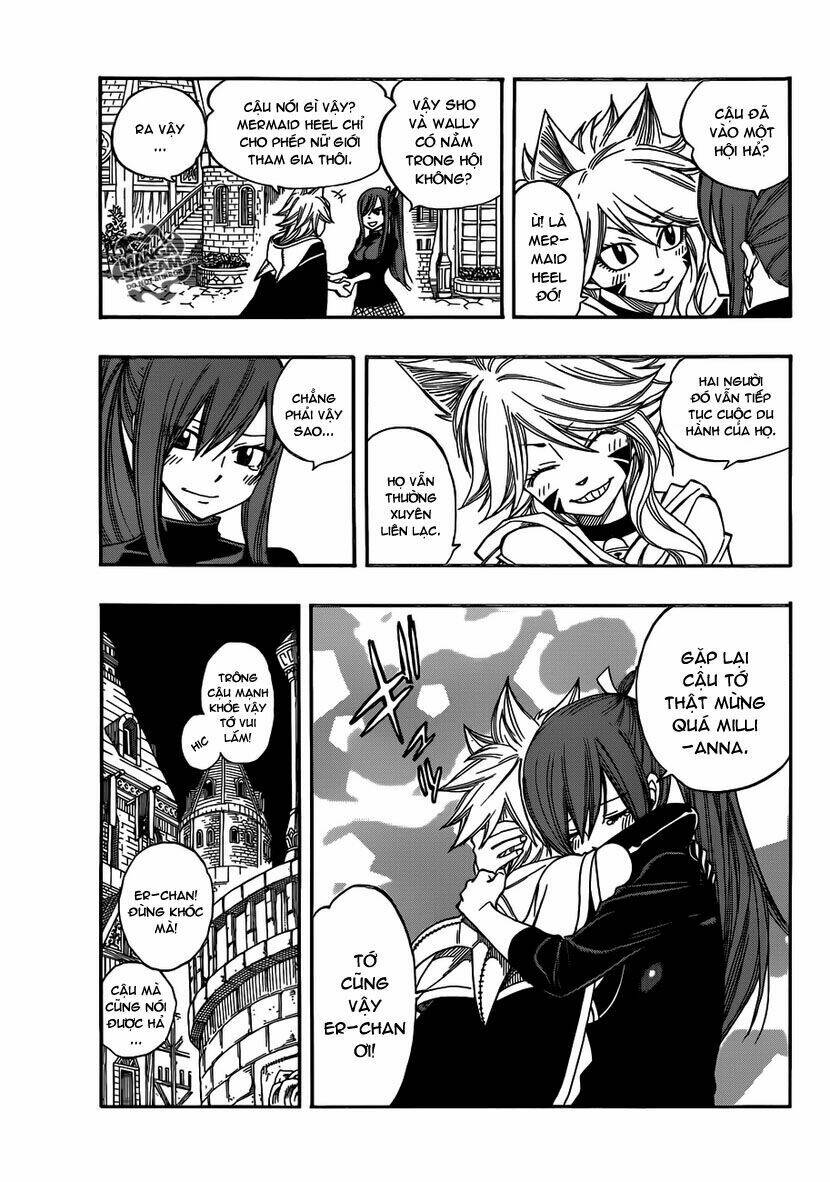 CẬU ĐÃ
VÀO MỘT
HỘI HẢ?
Ừ! LÀ
MER-
MAID
HEEL
ĐÓ!
VẬY SHO
VÀ WALLY
CÓ NẰM
TRONG HỘI
KHÔNG?
CẬU NÓI GÌ VẬY?
MERMAID HEEL CHỈ
CHO PHÉP NỮ GIỚI
THAM GIA THÔI.
RA VẬY
...
MANGA
STREAM
HAI NGƯỜI
ĐÓ VẪN TIẾP
TỤC CUỘC DU
HÀNH CỦA HỌ.
HỌ VẪN
THƯỜNG
XUYÊN
LIÊN LẠC.
CHẲNG
PHẢI VẬY
SAO...
GẶP LẠI
CẬU TỚ
THẬT MỪNG
QUÁ MILLI
-ANNA.
TỚ
CŨNG
VẬY
ER-CHAN
ƠI!
TRÔNG
CẬU MẠNH
KHỎE VẬY
TỚ VUI
LẮM!
HIC
ER-CHAN!
ĐỪNG KHÓC
MÀ!
CẬU MÀ
CŨNG NÓI
ĐƯỢC HẢ
...